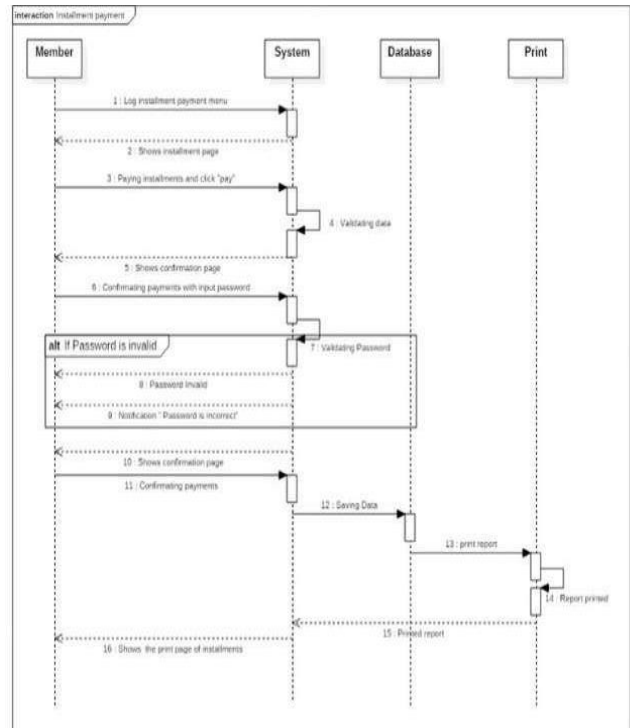 interaction Installment payment
Member System Database Print
1 : Log installment payment menu
2 : Shows installment page
3 : Paying installments and click "pay"
4 : Validating data
5 : Shows confirmation page
6 : Confirmating payments with input password
alt If Password is invalid
7 : Validating Password
8 : Password Invalid
9 : Notification " Password is incorrect"
10 : Shows confirmation page
11 : Confirmating payments
12 : Saving Data
13 : print report
14 : Report printed
15 : Printed report
16 : Shows the print page of installments